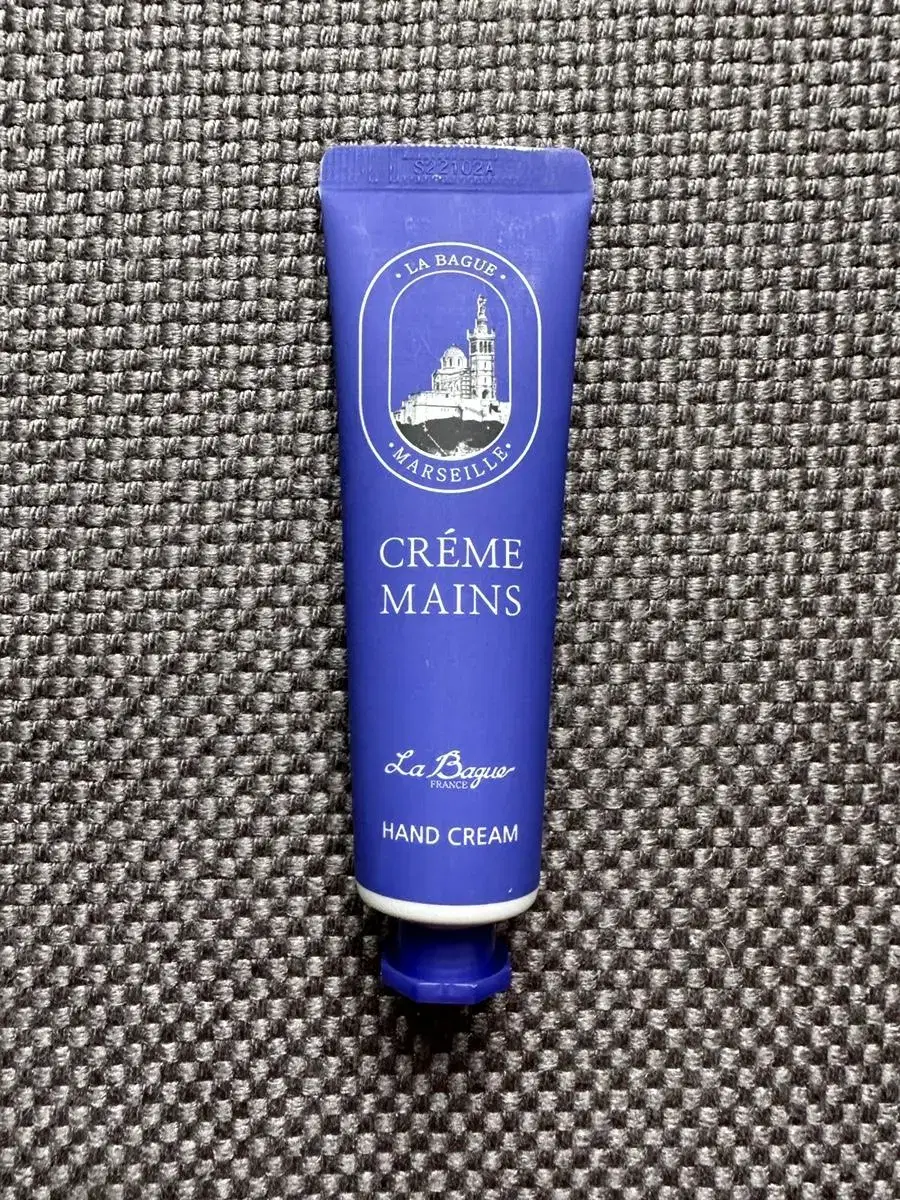 S22102A
· LA BAGUE ·
· MARSEILLE ·
CRÉME
MAINS
La Bague
FRANCE
HAND CREAM